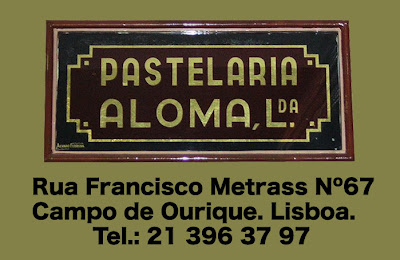 PASTELARIA
ALOMA, LDA.
Rua Francisco Metrass Nº67
Campo de Ourique. Lisboa.
Tel.: 21 396 37 97